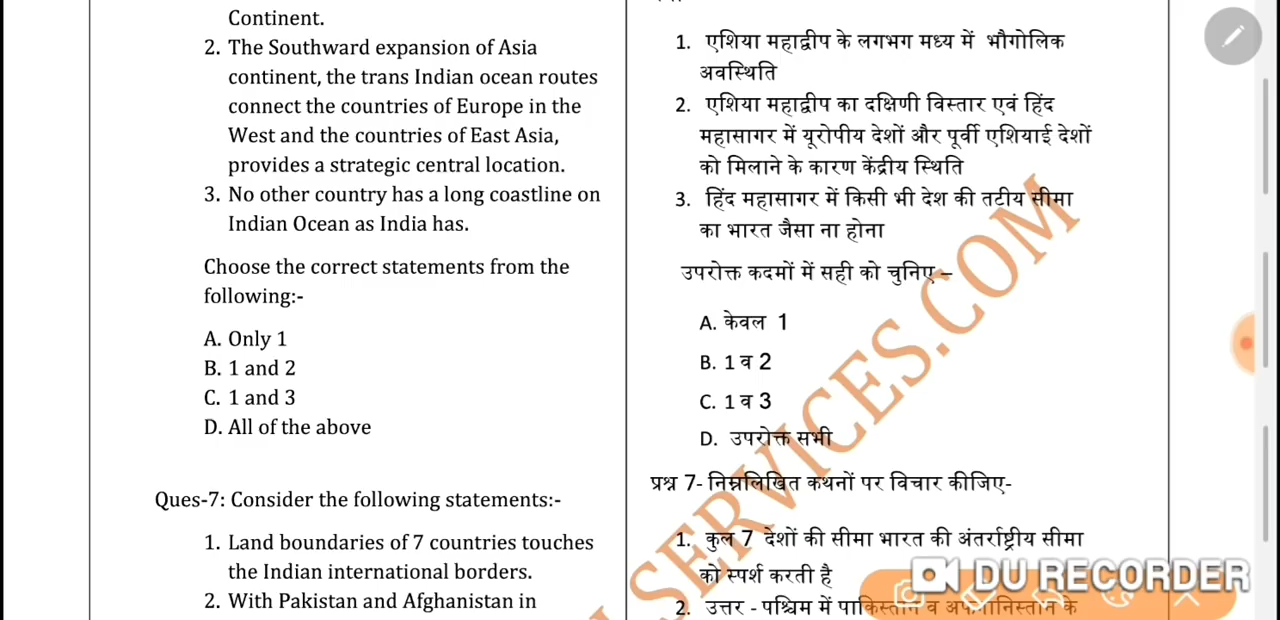 Continent.
2. The Southward expansion of Asia
continent, the trans Indian ocean routes
connect the countries of Europe in the
West and the countries of East Asia,
provides a strategic central location.
3. No other country has a long coastline on
Indian Ocean as India has.
Choose the correct statements from the
following:-
A. Only 1
B. 1 and 2
C. 1 and 3
D. All of the above
Ques-7: Consider the following statements:-
1. Land boundaries of 7 countries touches
the Indian international borders.
2. With Pakistan and Afghanistan in
1. एशिया महाद्वीप के लगभग मध्य में भौगोलिक
अवस्थिति
2. एशिया महाद्वीप का दक्षिणी विस्तार एवं हिंद
महासागर में यूरोपीय देशों और पूर्वी एशियाई देशों
को मिलाने के कारण केंद्रीय स्थिति
3. हिंद महासागर में किसी भी देश की तटीय सीमा
का भारत जैसा ना होना
उपरोक्त कदमों में सही को चुनिए –
A. केवल 1
B. 1 व 2
C. 1 व 3
D. उपरोक्त सभी
प्रश्न 7- निम्नलिखित कथनों पर विचार कीजिए-
1. कुल 7 देशों की सीमा भारत की अंतर्राष्ट्रीय सीमा
को स्पर्श करती है
2. उत्तर - पश्चिम में पाकिस्तान व अफगानिस्तान के
SERVICES.COM
DU RECORDER